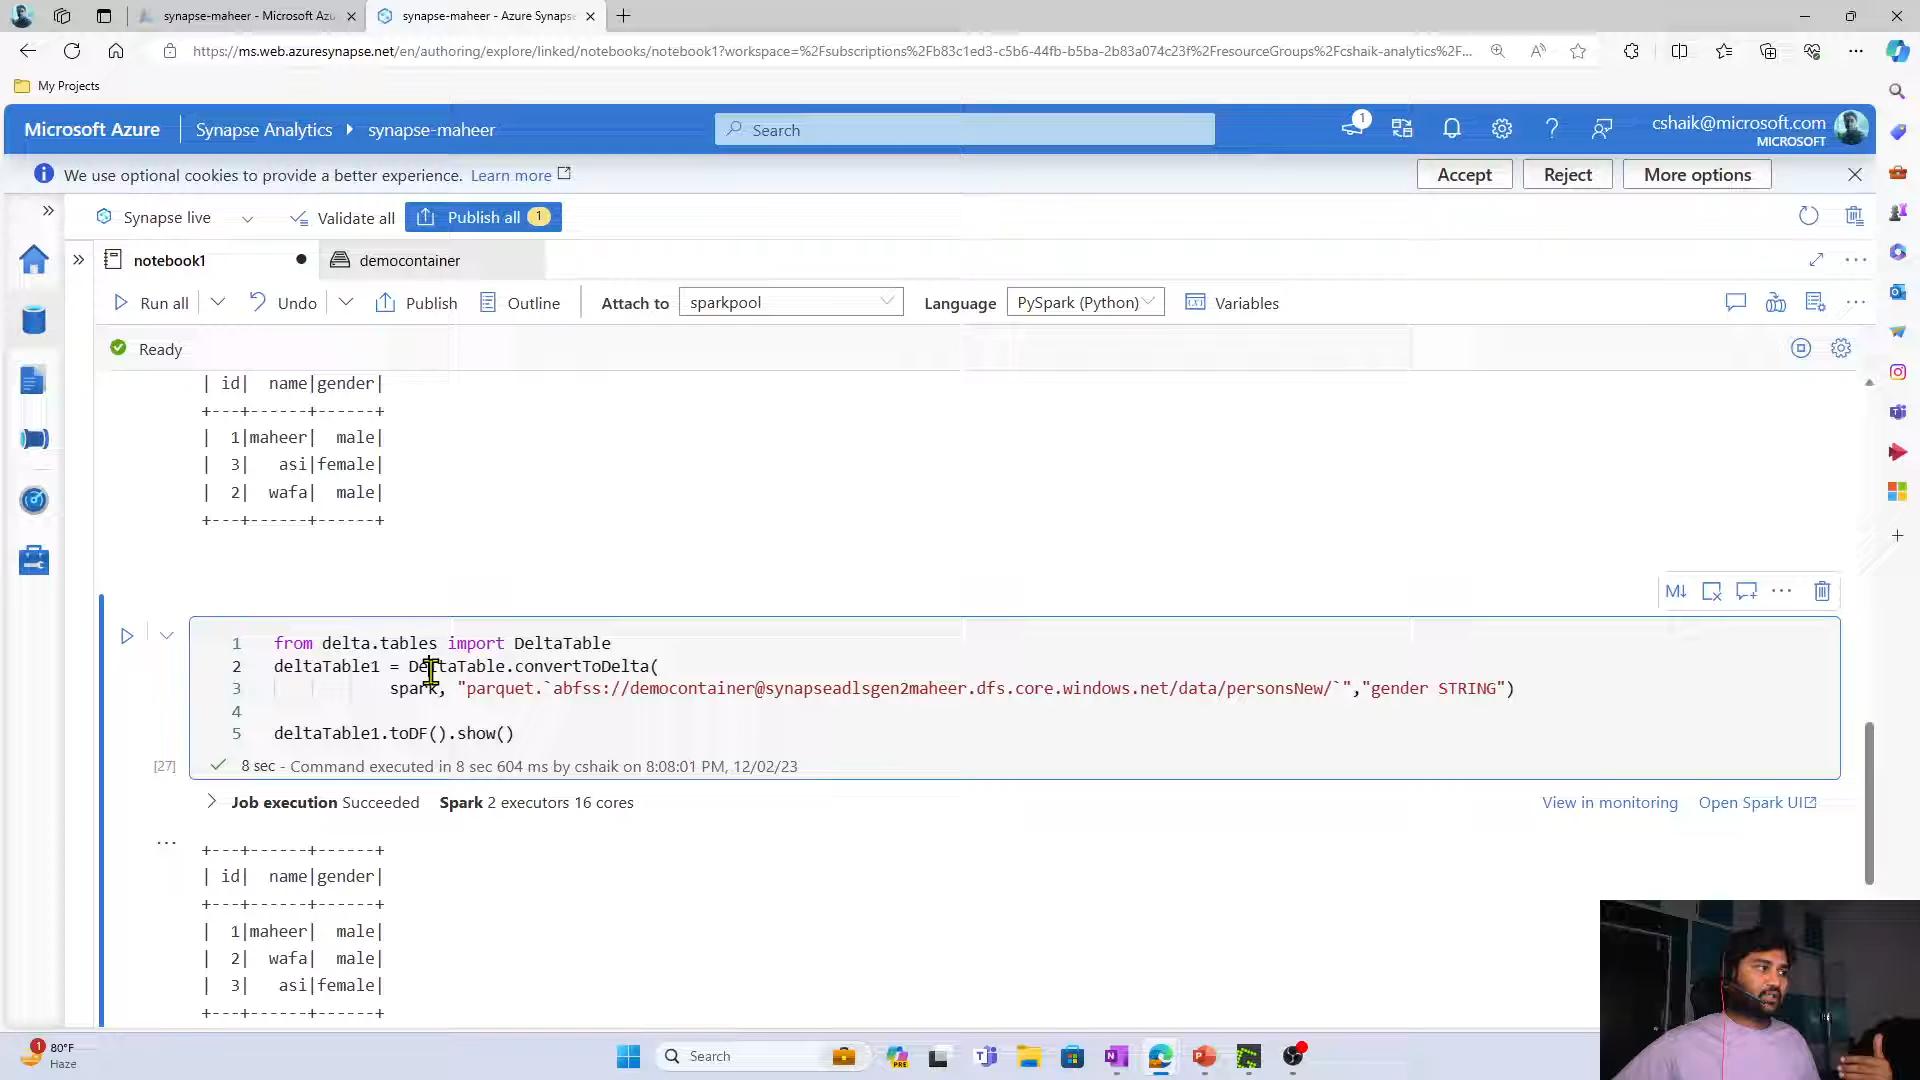 synapse-maheer - Microsoft Azu
synapse-maheer - Azure Synapse
https://ms.web.azuresynapse.net/en/authoring/explore/linked/notebooks/notebook1?workspace=%2Fsubscriptions%2Fb83c1ed3-c5b6-44fb-b5ba-2b83a074c23f%2FresourceGroups%2Fcshaik-analytics%2F...
My Projects
Microsoft Azure
Synapse Analytics
synapse-maheer
Search
1
cshaik@microsoft.com
MICROSOFT
We use optional cookies to provide a better experience. Learn more
Accept
Reject
More options
Synapse live
Validate all
Publish all 1
notebook1
democontainer
Run all
Undo
Publish
Outline
Attach to
sparkpool
Language
PySpark (Python)
Variables
Ready
| id|  name|gender|
+---+------+------+
|  1|maheer|  male|
|  3|   asi|female|
|  2|  wafa|  male|
+---+------+------+
M↓
1 from delta.tables import DeltaTable
2 deltaTable1 = DeltaTable.convertToDelta(
3 spark, "parquet.`abfss://democontainer@synapseadlsgen2maheer.dfs.core.windows.net/data/personsNew/`","gender STRING")
4
5 deltaTable1.toDF().show()
[27] 8 sec - Command executed in 8 sec 604 ms by cshaik on 8:08:01 PM, 12/02/23
Job execution Succeeded Spark 2 executors 16 cores
View in monitoring
Open Spark UI
+---+------+------+
| id|  name|gender|
+---+------+------+
|  1|maheer|  male|
|  2|  wafa|  male|
|  3|   asi|female|
+---+------+------+
1
80°F
Haze
Search
PRE